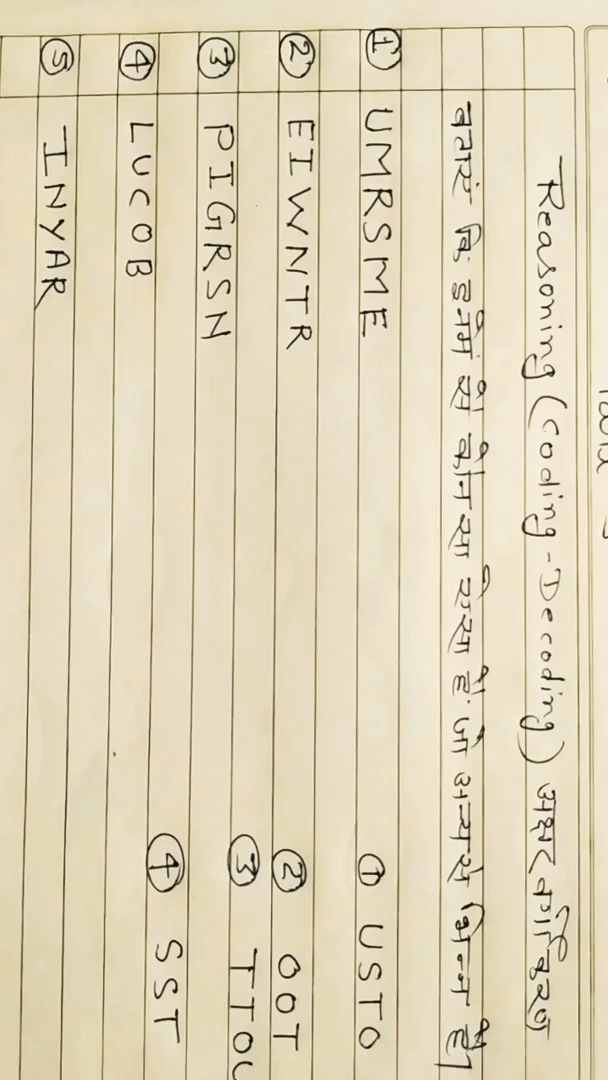 Reasoning (Coding-Decoding) अक्षर वर्गीकरण
बताएं कि इनमें से कौन सा ऐसा है जो अन्य से भिन्न है।
① UMRSME
② EIWNTR
③ PIGRSN
④ LUCOB
⑤ INYAR
① USTO
② OOT
③ TTOU
④ SST